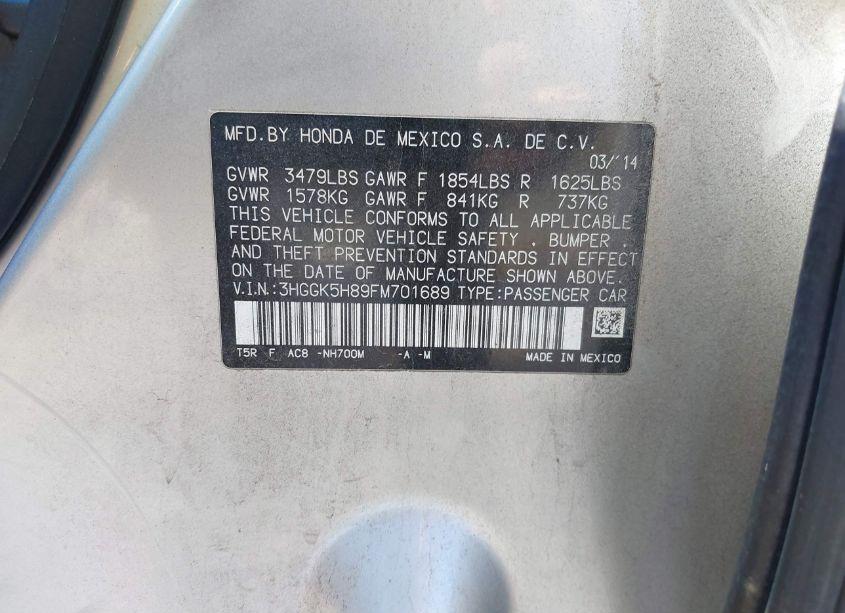 MFD.BY HONDA DE MEXICO S.A. DE C.V.
03/'14
GVWR 3479LBS GAWR F 1854LBS R 1625LBS
GVWR 1578KG GAWR F 841KG R 737KG
THIS VEHICLE CONFORMS TO ALL APPLICABLE
FEDERAL MOTOR VEHICLE SAFETY . BUMPER .
AND THEFT PREVENTION STANDARDS IN EFFECT
ON THE DATE OF MANUFACTURE SHOWN ABOVE.
V.I.N.:3HGGK5H89FM701689 TYPE:PASSENGER CAR
T5R F AC8 -NH700M -A -M MADE IN MEXICO